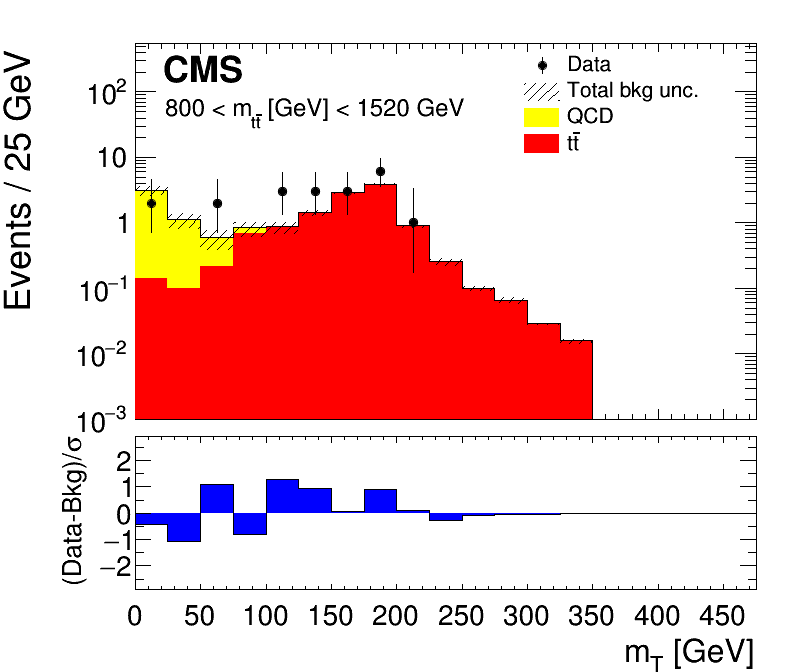 CMS
800 < m_{tt̄} [GeV] < 1520 GeV
Data
Total bkg unc.
QCD
tt̄
Events / 25 GeV
10²
10
1
10⁻¹
10⁻²
10⁻³
(Data-Bkg)/σ
2
1
0
−1
−2
0 50 100 150 200 250 300 350 400 450
m_T [GeV]